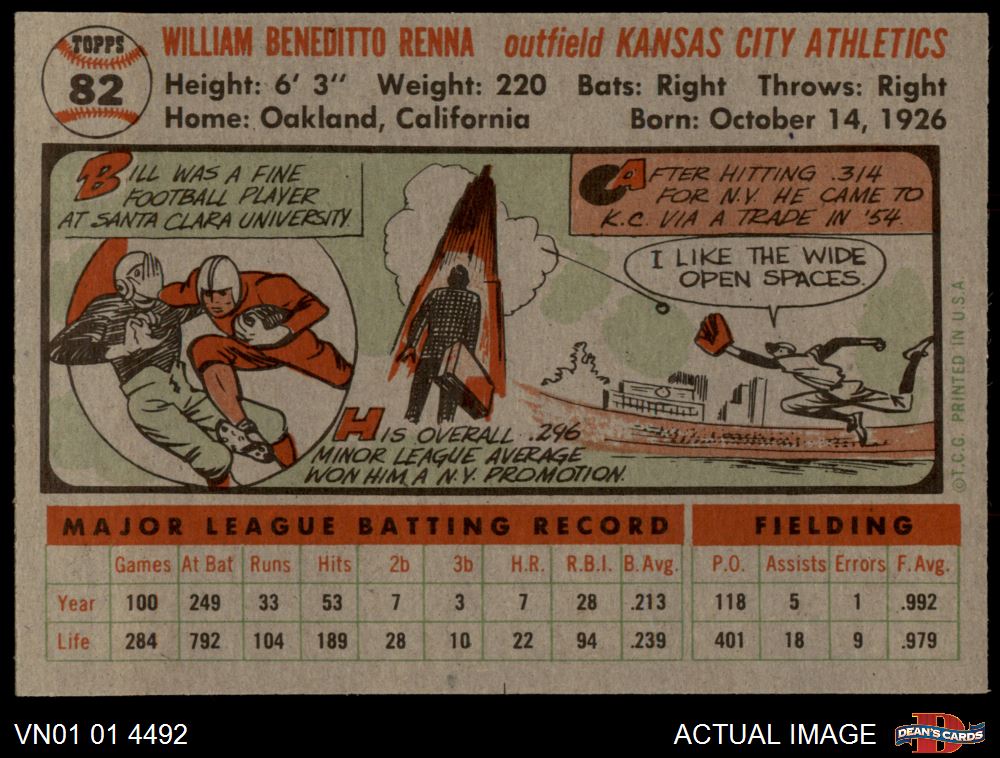 TOPPS
82
WILLIAM BENEDITTO RENNA outfield KANSAS CITY ATHLETICS
Height: 6' 3" Weight: 220 Bats: Right Throws: Right
Home: Oakland, California Born: October 14, 1926
BILL WAS A FINE
FOOTBALL PLAYER
AT SANTA CLARA UNIVERSITY.
HIS OVERALL .296
MINOR LEAGUE AVERAGE
WON HIM A N.Y. PROMOTION.
AFTER HITTING .314
FOR N.Y. HE CAME TO
K.C. VIA A TRADE IN '54.
I LIKE THE WIDE
OPEN SPACES.
©T.C.G. PRINTED IN U.S.A.
MAJOR LEAGUE BATTING RECORD FIELDING
Games At Bat Runs Hits 2b 3b H.R. R.B.I. B.Avg. P.O. Assists Errors F. Avg.
Year 100 249 33 53 7 3 7 28 .213 118 5 1 .992
Life 284 792 104 189 28 10 22 94 .239 401 18 9 .979
VN01 01 4492 ACTUAL IMAGE
DEAN'S CARDS